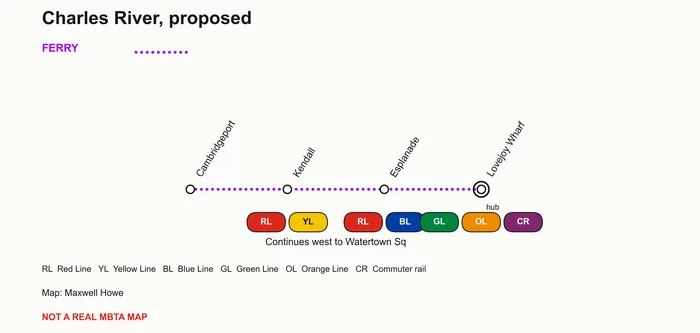 Charles River, proposed
FERRY
Cambridgeport
Kendall
Esplanade
Lovejoy Wharf
hub
RL YL RL BL GL OL CR
Continues west to Watertown Sq
RL Red Line YL Yellow Line BL Blue Line GL Green Line OL Orange Line CR Commuter rail
Map: Maxwell Howe
NOT A REAL MBTA MAP